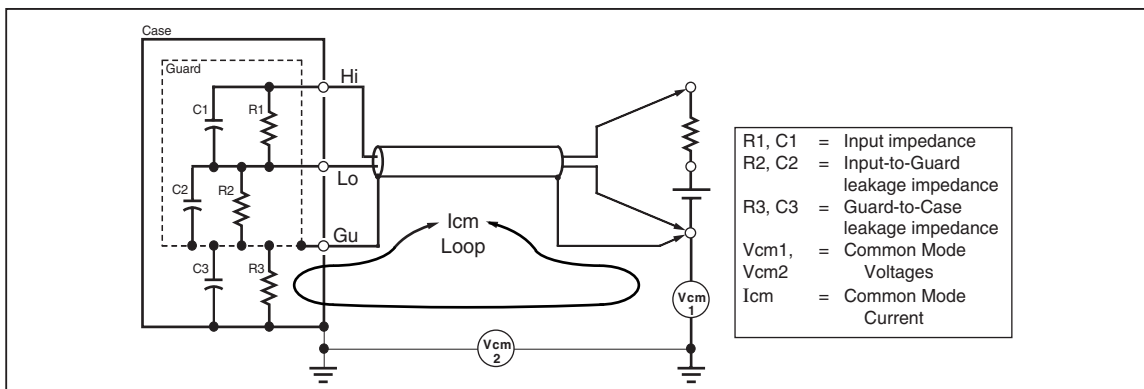 Case
Guard
Hi
C1
R1
Lo
C2
R2
Gu
C3
R3
Icm
Loop
Vcm
1
Vcm
2
R1, C1 = Input impedance
R2, C2 = Input-to-Guard
leakage impedance
R3, C3 = Guard-to-Case
leakage impedance
Vcm1, = Common Mode
Vcm2 Voltages
Icm = Common Mode
Current